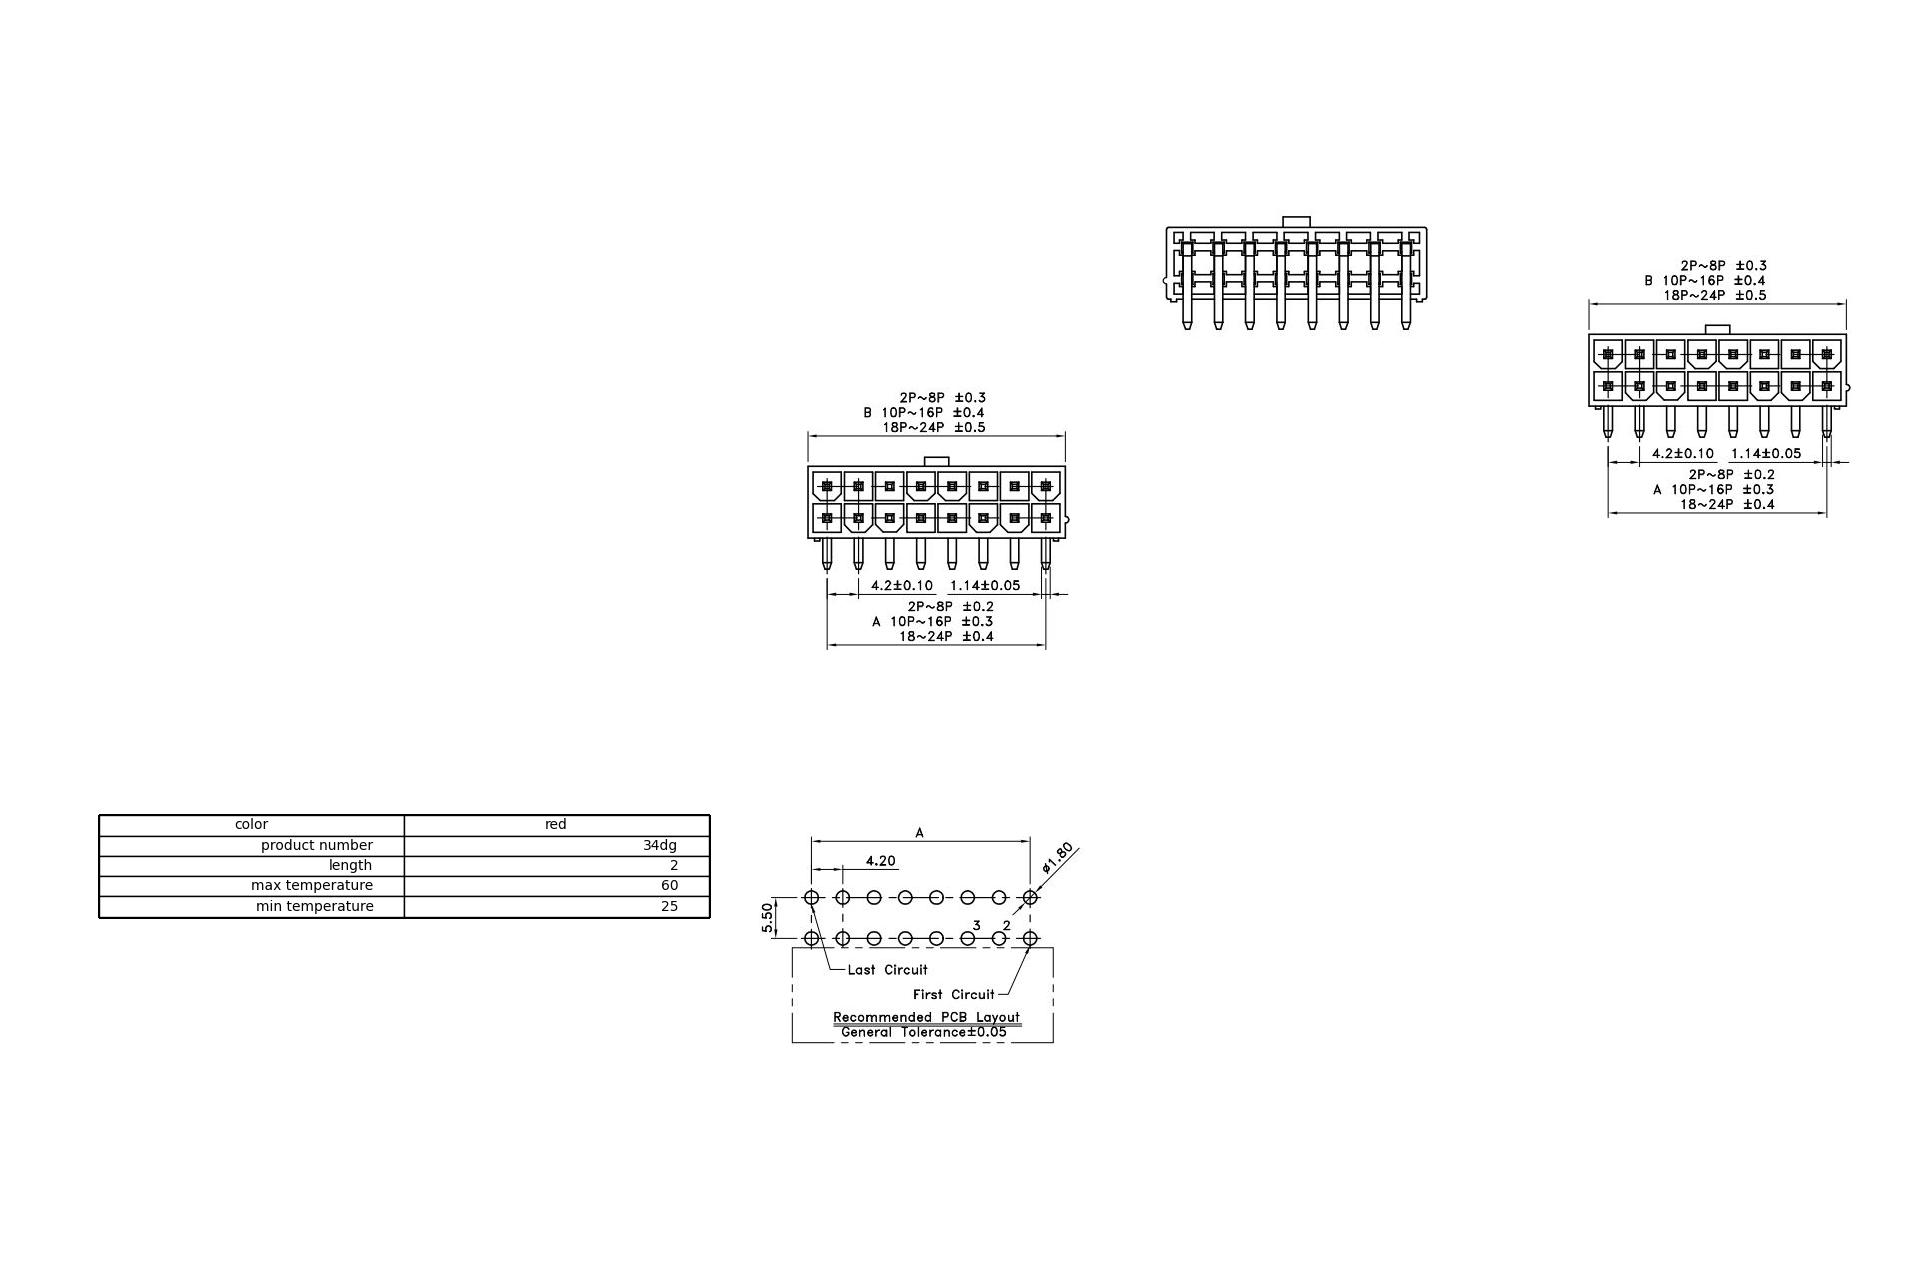 2P~8P ±0.3
B 10P~16P ±0.4
18P~24P ±0.5
4.2±0.10 1.14±0.05
2P~8P ±0.2
A 10P~16P ±0.3
18~24P ±0.4
2P~8P ±0.3
B 10P~16P ±0.4
18P~24P ±0.5
4.2±0.10 1.14±0.05
2P~8P ±0.2
A 10P~16P ±0.3
18~24P ±0.4
color red
product number 34dg
length 2
max temperature 60
min temperature 25
A
4.20
ø1.80
5.50
3 2
Last Circuit
First Circuit
Recommended PCB Layout
General Tolerance±0.05